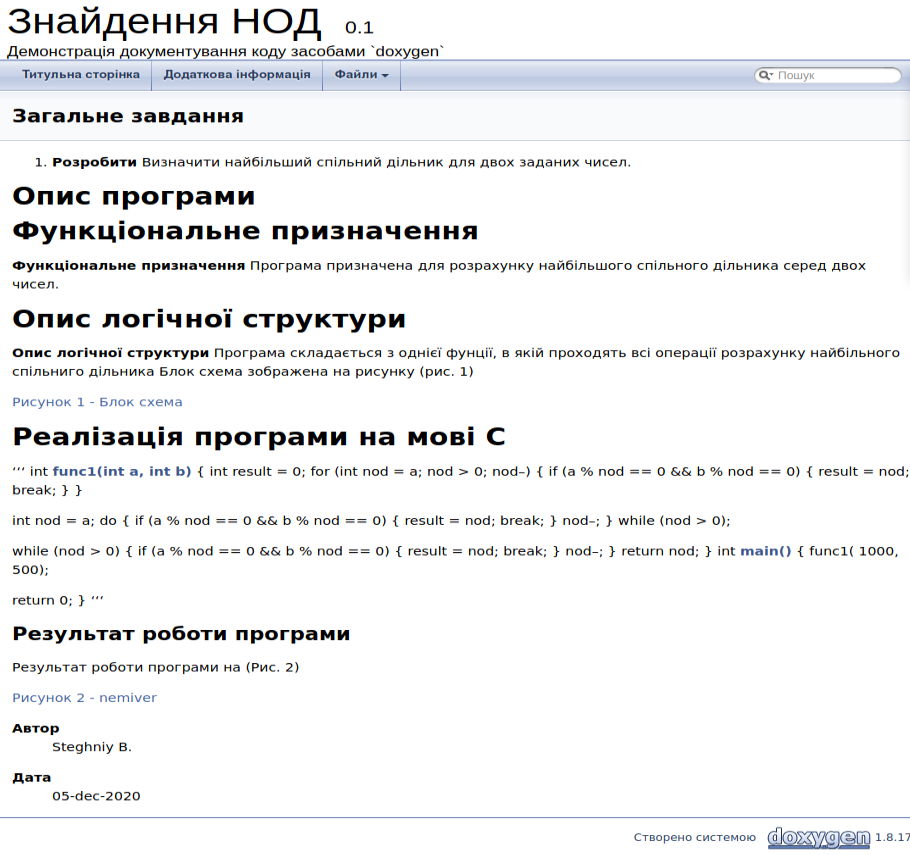 Знайдення НОД 0.1
Демонстрація документування коду засобами `doxygen`
Титульна сторінка Додаткова інформація Файли Пошук
Загальне завдання
1. Розробити Визначити найбільший спільний дільник для двох заданих чисел.
Опис програми
Функціональне призначення
Функціональне призначення Програма призначена для розрахунку найбільшого спільного дільника серед двох
чисел.
Опис логічної структури
Опис логічної структури Програма складається з однієї фунції, в якій проходять всі операції розрахунку найбільного
спільниго дільника Блок схема зображена на рисунку (рис. 1)
Рисунок 1 - Блок схема
Реалізація програми на мові C
‘‘‘ int func1(int a, int b) { int result = 0; for (int nod = a; nod > 0; nod–) { if (a % nod == 0 && b % nod == 0) { result = nod;
break; } }
int nod = a; do { if (a % nod == 0 && b % nod == 0) { result = nod; break; } nod–; } while (nod > 0);
while (nod > 0) { if (a % nod == 0 && b % nod == 0) { result = nod; break; } nod–; } return nod; } int main() { func1( 1000,
500);
return 0; } ‘‘‘
Результат роботи програми
Результат роботи програми на (Рис. 2)
Рисунок 2 - nemiver
Автор
Steghniy B.
Дата
05-dec-2020
Створено системою doxygen 1.8.17